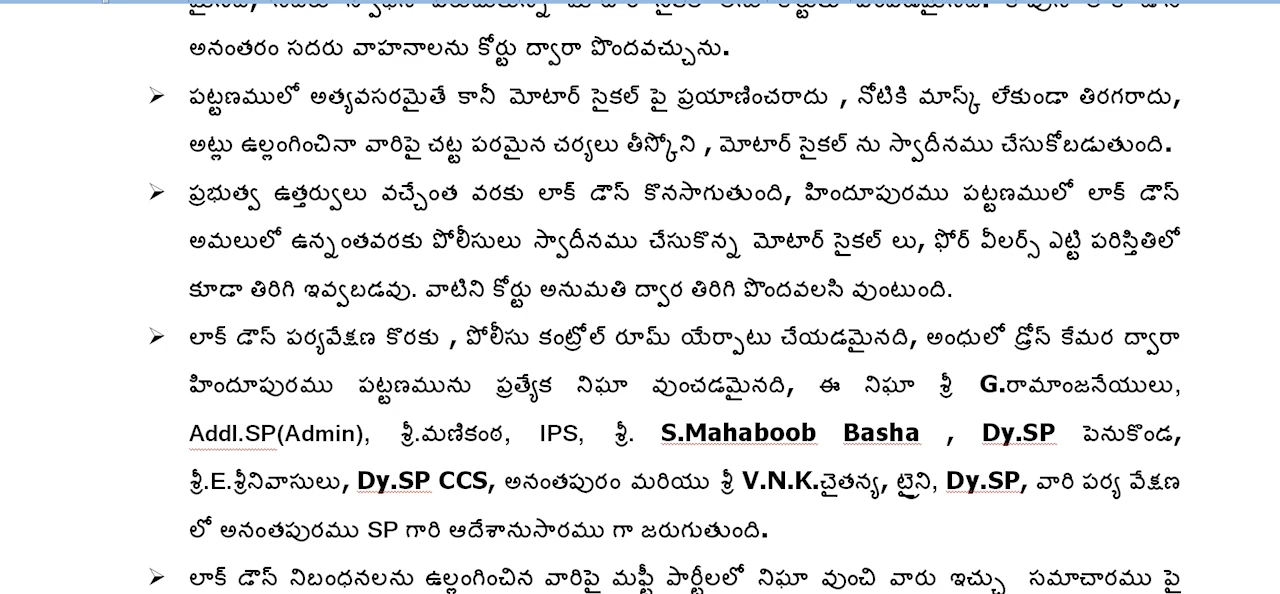 అనంతరం సదరు వాహనాలను కోర్టు ద్వారా పొందవచ్చును.
➢ పట్టణములో అత్యవసరమైతే కానీ మోటార్ సైకల్ పై ప్రయాణించరాదు , నోటికి మాస్క్ లేకుండా తిరగరాదు,
అట్లు ఉల్లంగించినా వారిపై చట్ట పరమైన చర్యలు తీస్కోని , మోటార్ సైకల్ ను స్వాదీనము చేసుకోబడుతుంది.
➢ ప్రభుత్వ ఉత్తర్వులు వచ్చేంత వరకు లాక్ డౌన్ కొనసాగుతుంది, హిందూపురము పట్టణములో లాక్ డౌన్
అమలులో ఉన్నంతవరకు పోలీసులు స్వాదీనము చేసుకొన్న మోటార్ సైకల్ లు, ఫోర్ వీలర్స్ ఎట్టి పరిస్తితిలో
కూడా తిరిగి ఇవ్వబడవు. వాటిని కోర్టు అనుమతి ద్వార తిరిగి పొందవలసి వుంటుంది.
➢ లాక్ డౌన్ పర్యవేక్షణ కొరకు , పోలీసు కంట్రోల్ రూమ్ యేర్పాటు చేయడమైనది, అంధులో డ్రోన్ కేమర ద్వారా
హిందూపురము పట్టణమును ప్రత్యేక నిఘా వుంచడమైనది, ఈ నిఘా శ్రీ G.రామాంజనేయులు,
Addl.SP(Admin), శ్రీ.మణికంఠ, IPS, శ్రీ. S.Mahaboob Basha , Dy.SP పెనుకొండ,
శ్రీ.E.శ్రీనివాసులు, Dy.SP CCS, అనంతపురం మరియు శ్రీ V.N.K.చైతన్య, ట్రైని, Dy.SP, వారి పర్య వేక్షణ
లో అనంతపురము SP గారి ఆదేశానుసారము గా జరుగుతుంది.
➢ లాక్ డౌన్ నిబంధనలను ఉల్లంగించిన వారిపై మఫ్టీ పార్టీలలో నిఘా వుంచి వారు ఇచ్చు సమాచారము పై